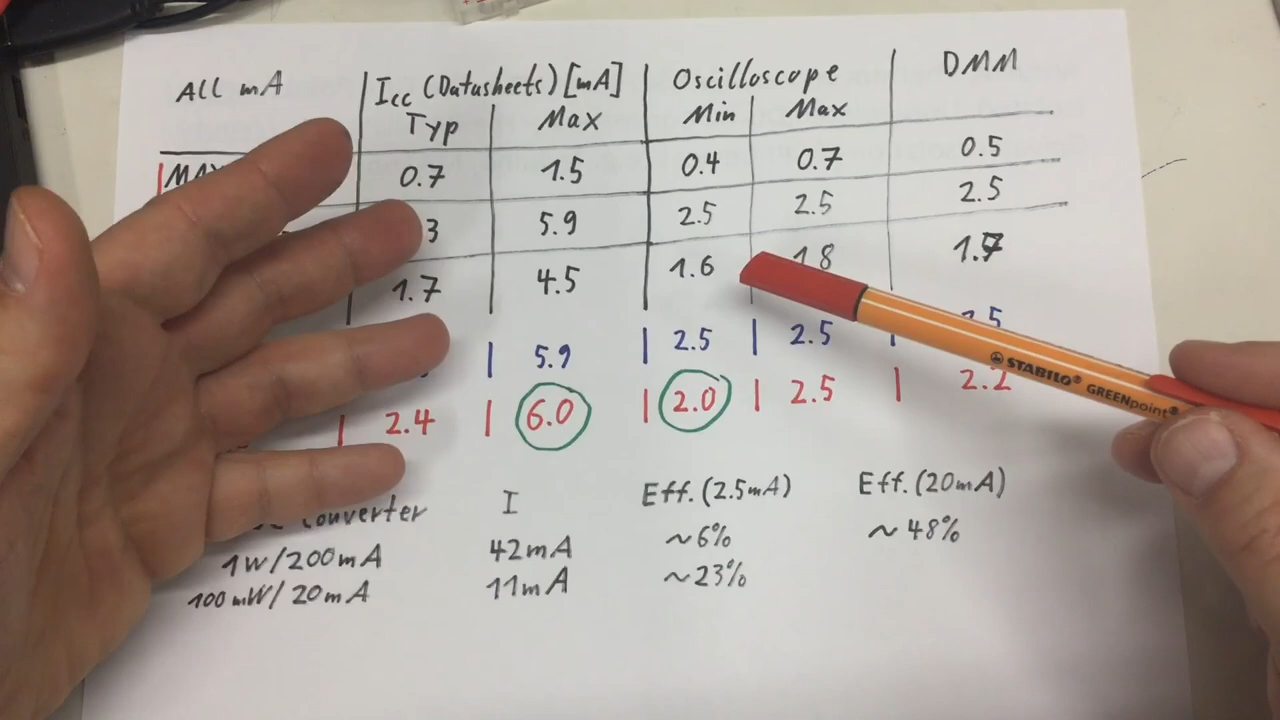 ALL mA Icc (Datasheets) [mA] Oscilloscope DMM
Typ Max Min Max
0.7 1.5 0.4 0.7 0.5
3 5.9 2.5 2.5 2.5
1.7 4.5 1.6 1.8 1.7
5.9 2.5 2.5
2.4 6.0 2.0 2.5 2.2
converter I Eff. (2.5mA) Eff. (20mA)
1W/200mA 42mA ~6% ~48%
100mW/20mA 11mA ~23%
STABILO® GREENpoint®